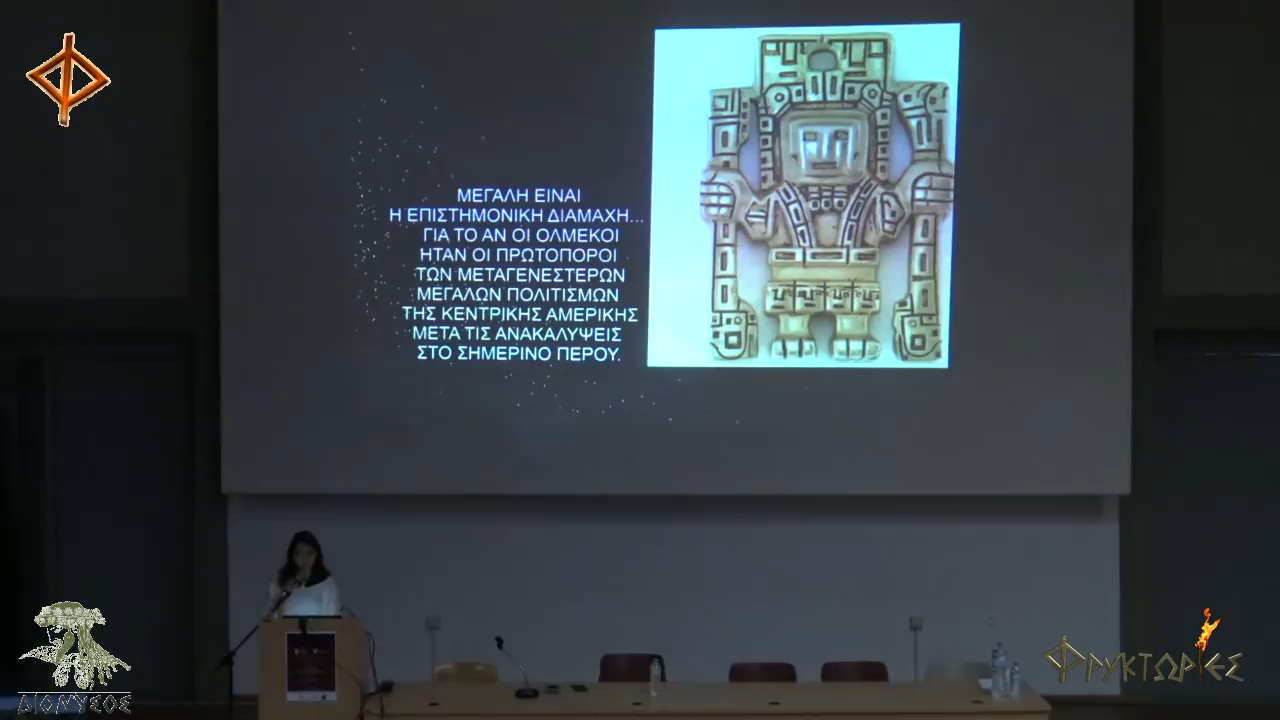 ΜΕΓΑΛΗ ΕΙΝΑΙ
Η ΕΠΙΣΤΗΜΟΝΙΚΗ ΔΙΑΜΑΧΗ...
ΓΙΑ ΤΟ ΑΝ ΟΙ ΟΛΜΕΚΟΙ
ΗΤΑΝ ΟΙ ΠΡΩΤΟΠΟΡΟΙ
ΤΩΝ ΜΕΤΑΓΕΝΕΣΤΕΡΩΝ
ΜΕΓΑΛΩΝ ΠΟΛΙΤΙΣΜΩΝ
ΤΗΣ ΚΕΝΤΡΙΚΗΣ ΑΜΕΡΙΚΗΣ
ΜΕΤΑ ΤΙΣ ΑΝΑΚΑΛΥΨΕΙΣ
ΣΤΟ ΣΗΜΕΡΙΝΟ ΠΕΡΟΥ.
ΔΙΟΝΥΣΟΣ
ΦΡΥΚΤΩΡΙΕΣ